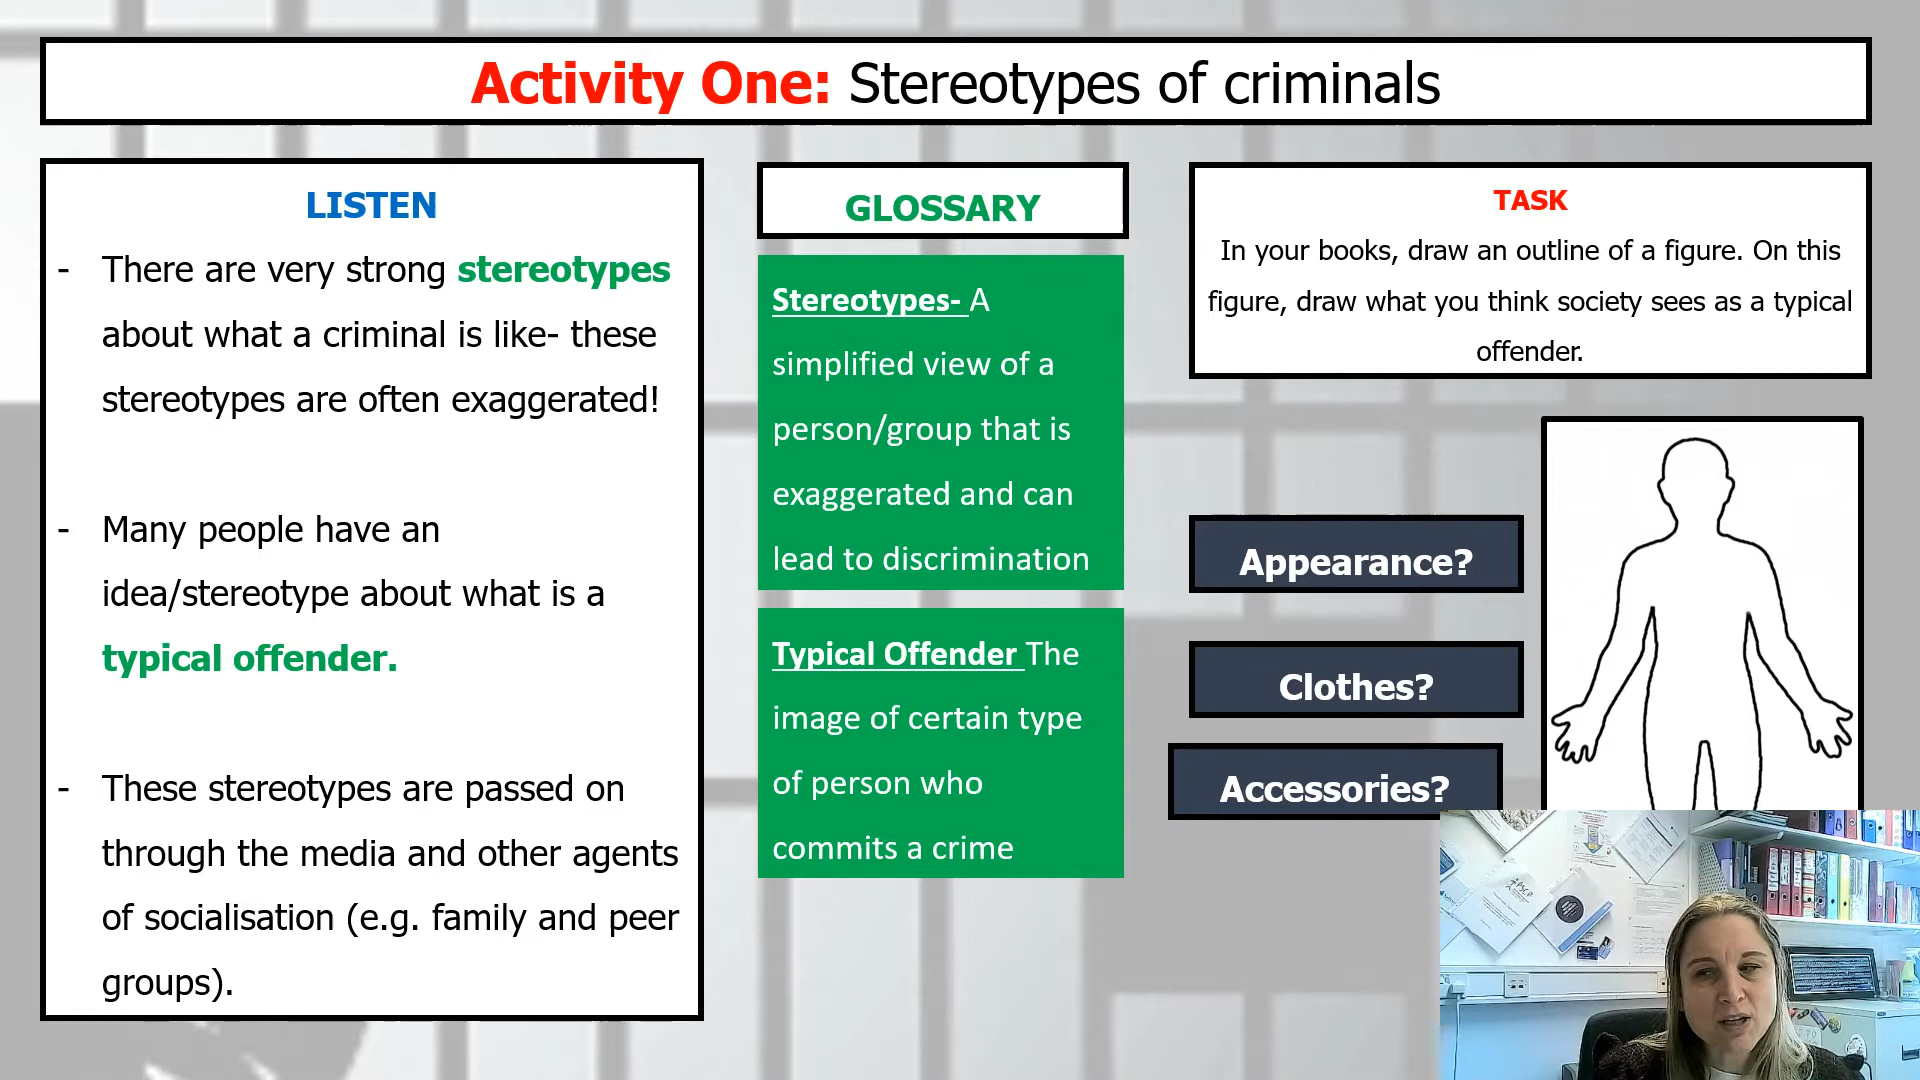 Activity One: Stereotypes of criminals
LISTEN
- There are very strong stereotypes
about what a criminal is like- these
stereotypes are often exaggerated!
- Many people have an
idea/stereotype about what is a
typical offender.
- These stereotypes are passed on
through the media and other agents
of socialisation (e.g. family and peer
groups).
GLOSSARY
Stereotypes- A
simplified view of a
person/group that is
exaggerated and can
lead to discrimination
Typical Offender The
image of certain type
of person who
commits a crime
TASK
In your books, draw an outline of a figure. On this
figure, draw what you think society sees as a typical
offender.
Appearance?
Clothes?
Accessories?
PSCP